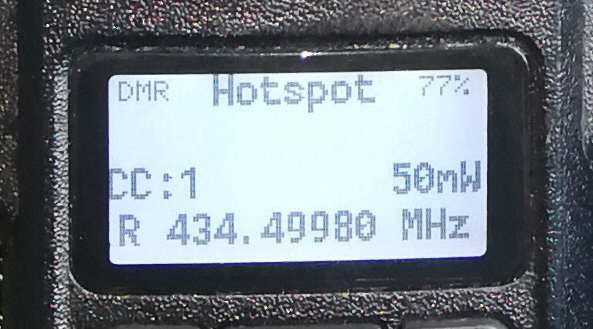 DMR Hotspot 77%
CC:1 50mW
R 434.49980 MHz